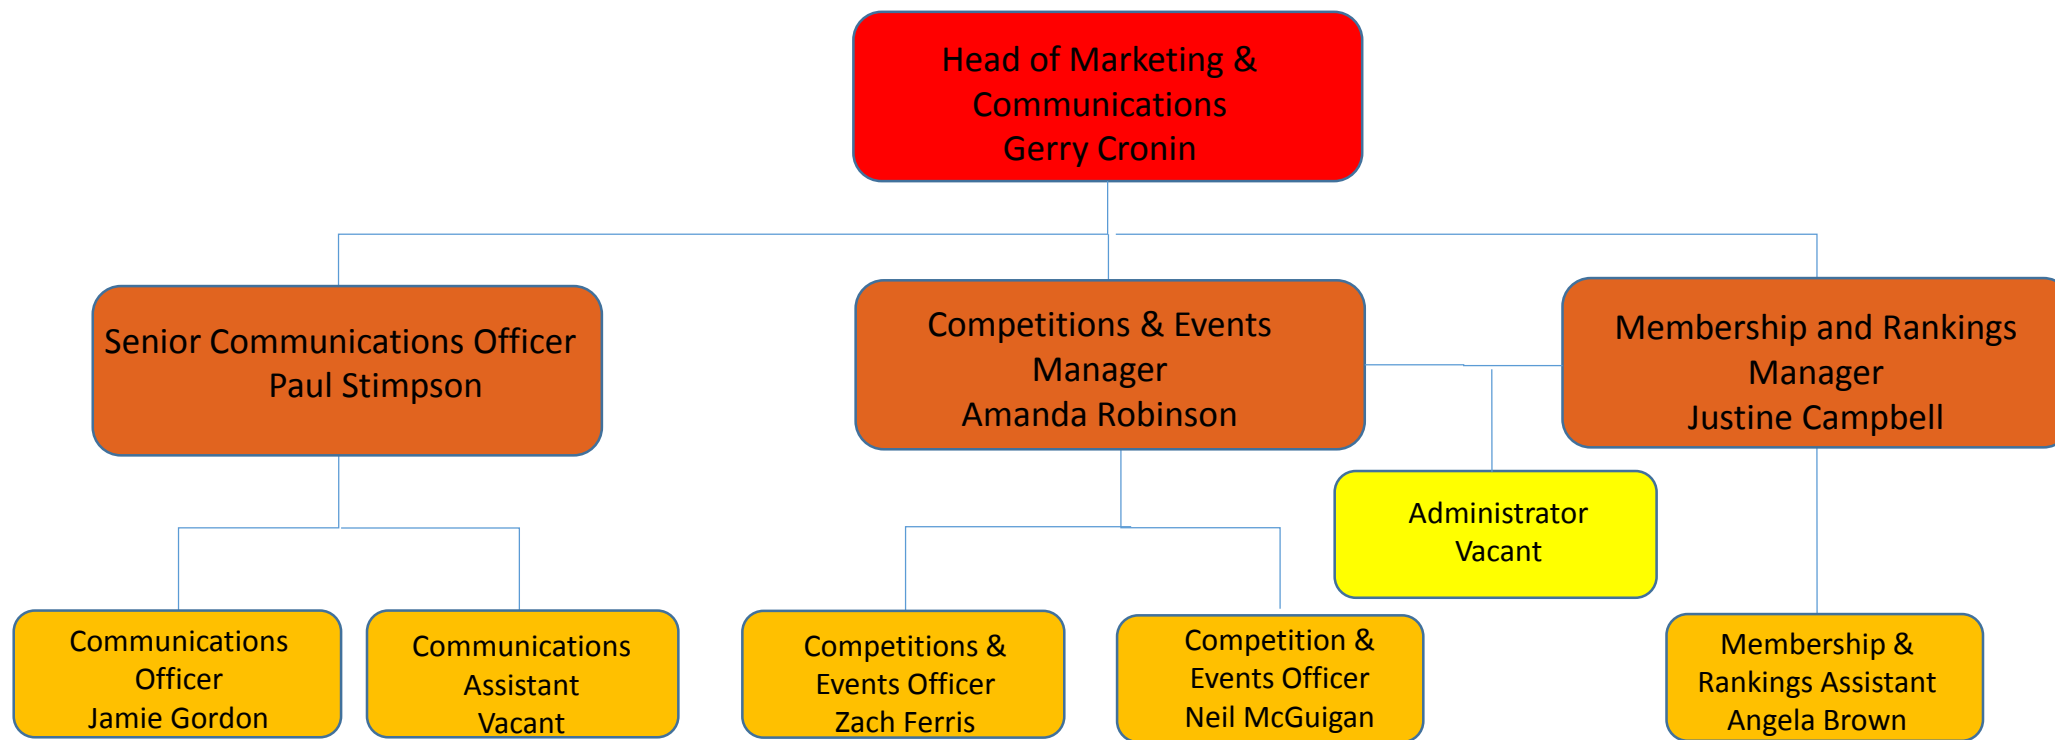 Head of Marketing &
Communications
Gerry Cronin
Senior Communications Officer
Paul Stimpson
Competitions & Events
Manager
Amanda Robinson
Membership and Rankings
Manager
Justine Campbell
Administrator
Vacant
Communications
Officer
Jamie Gordon
Communications
Assistant
Vacant
Competitions &
Events Officer
Zach Ferris
Competition &
Events Officer
Neil McGuigan
Membership &
Rankings Assistant
Angela Brown